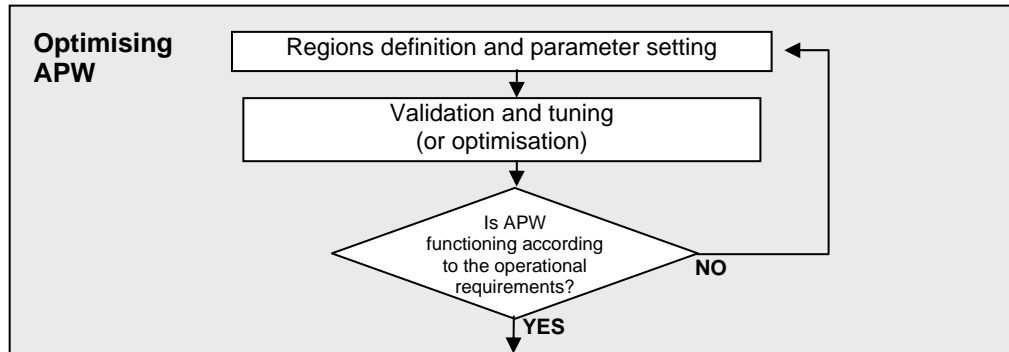 Optimising
APW
Regions definition and parameter setting
Validation and tuning
(or optimisation)
Is APW
functioning according
to the operational
requirements?
NO
YES